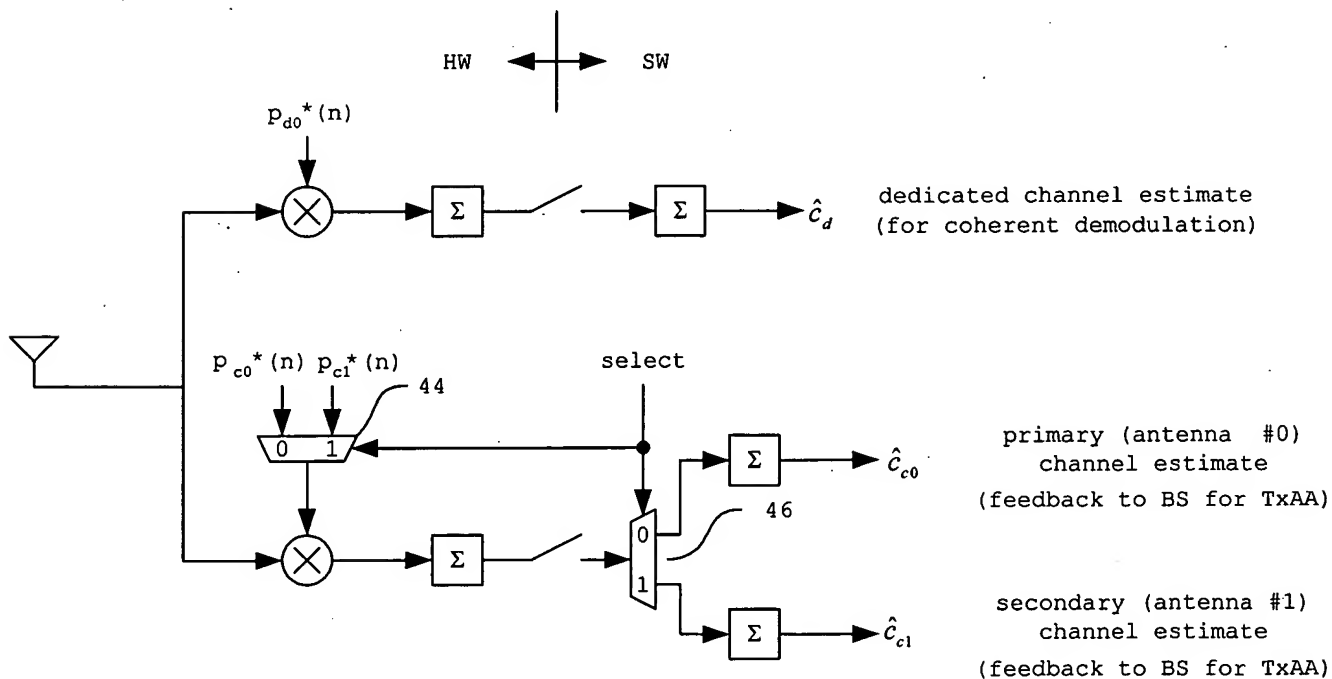 HW SW
p_d0*(n)
Σ Σ ĉ_d
dedicated channel estimate
(for coherent demodulation)
p_c0*(n) p_c1*(n)
44
select
0 1
Σ ĉ_c0
primary (antenna #0)
channel estimate
(feedback to BS for TxAA)
46
0
Σ
1
Σ ĉ_c1
secondary (antenna #1)
channel estimate
(feedback to BS for TxAA)